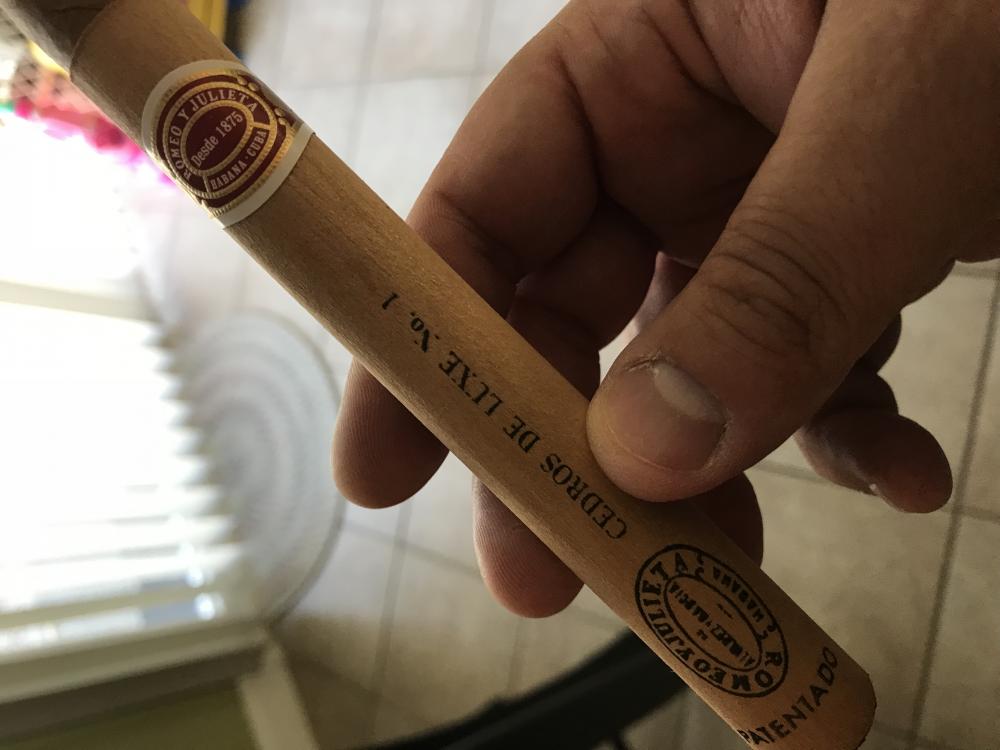 ROMEO Y JULIETA
Desde 1875
HABANA · CUBA
CEDROS DE LUXE No. 1
ROMEO Y JULIETA
HABANA
PATENTADO